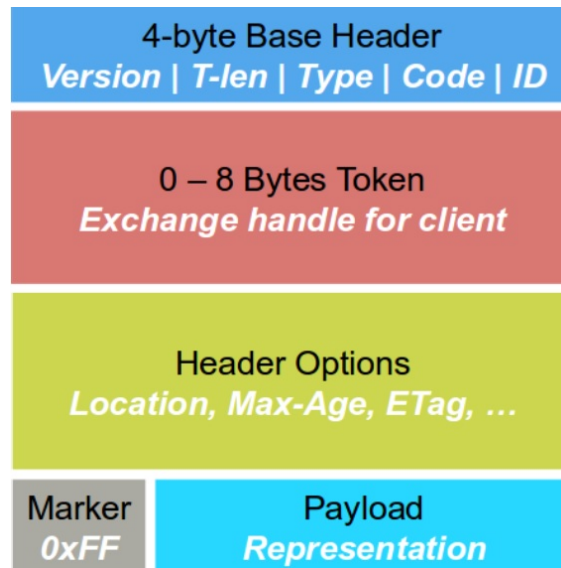 4-byte Base Header
Version | T-len | Type | Code | ID
0 – 8 Bytes Token
Exchange handle for client
Header Options
Location, Max-Age, ETag, …
Marker
0xFF
Payload
Representation